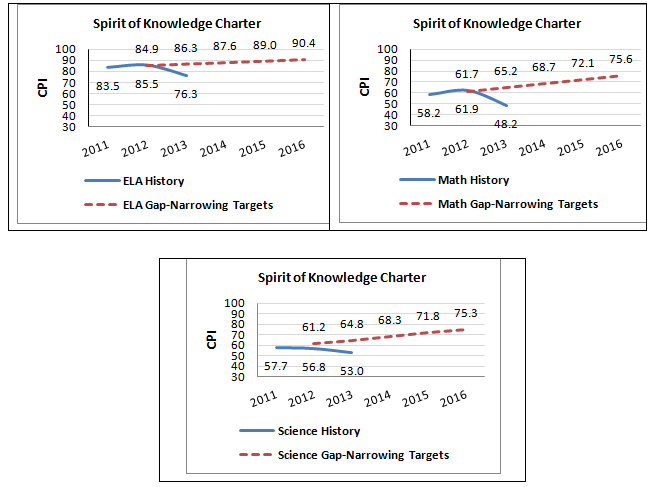 Spirit of Knowledge Charter
CPI
100
90
80
70
60
50
40
30
84.9 86.3 87.6 89.0 90.4
83.5 85.5 76.3
2011 2012 2013 2014 2015 2016
ELA History
ELA Gap-Narrowing Targets
Spirit of Knowledge Charter
CPI
100
90
80
70
60
50
40
30
61.7 65.2 68.7 72.1 75.6
58.2 61.9 48.2
2011 2012 2013 2014 2015 2016
Math History
Math Gap-Narrowing Targets
Spirit of Knowledge Charter
CPI
100
90
80
70
60
50
40
30
61.2 64.8 68.3 71.8 75.3
57.7 56.8 53.0
2011 2012 2013 2014 2015 2016
Science History
Science Gap-Narrowing Targets